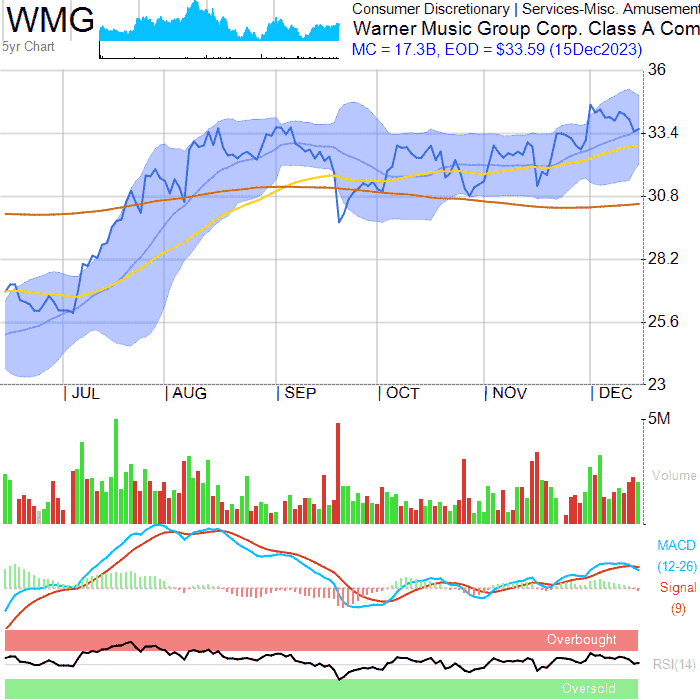 WMG
5yr Chart
Consumer Discretionary | Services-Misc. Amusement
Warner Music Group Corp. Class A Com
MC = 17.3B, EOD = $33.59 (15Dec2023)
36
33.4
30.8
28.2
25.6
23
| JUL | AUG | SEP | OCT | NOV | DEC
5M
Volume
MACD
(12-26)
Signal
(9)
Overbought
RSI(14)
Oversold